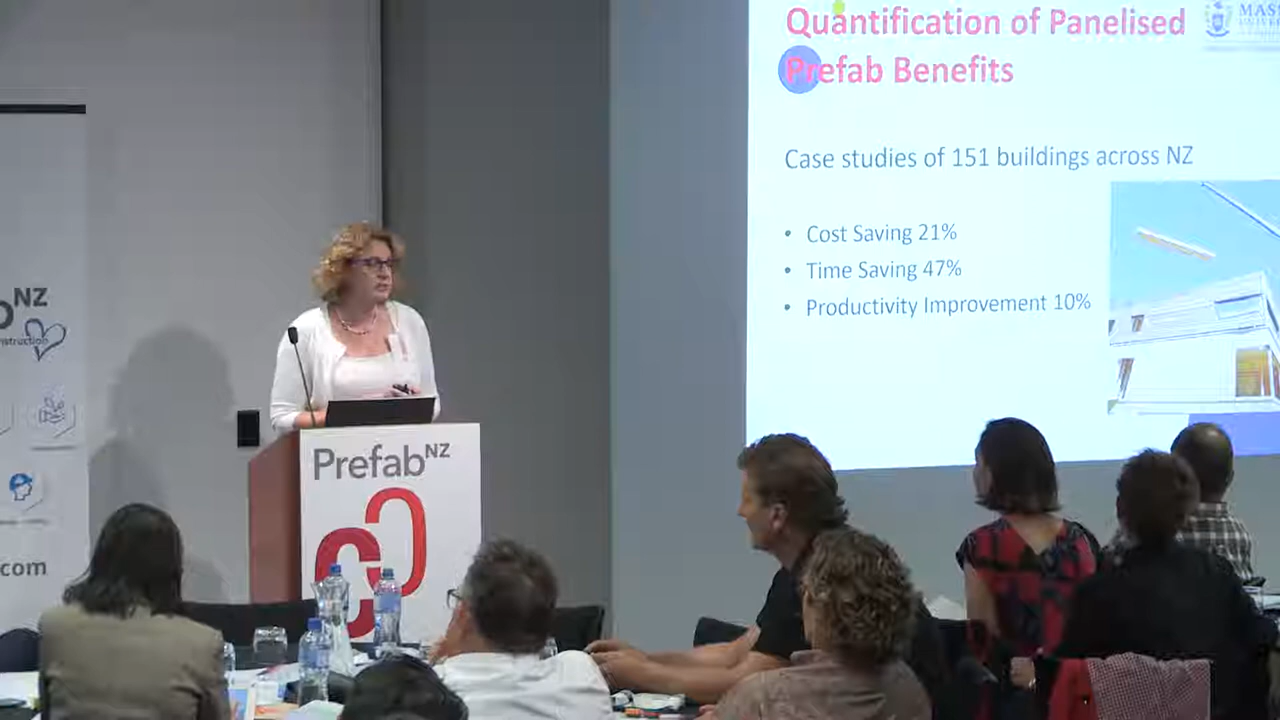 Quantification of Panelised
Prefab Benefits
MAS
Case studies of 151 buildings across NZ
• Cost Saving 21%
• Time Saving 47%
• Productivity Improvement 10%
NZ
Prefab NZ
.com